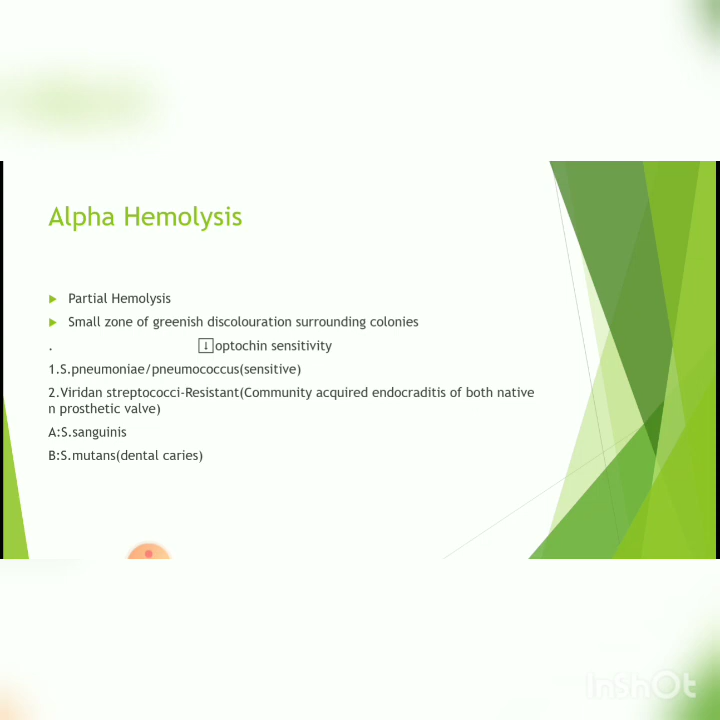 Alpha Hemolysis
Partial Hemolysis
Small zone of greenish discolouration surrounding colonies
. ↓optochin sensitivity
1.S.pneumoniae/pneumococcus(sensitive)
2.Viridan streptococci-Resistant(Community acquired endocraditis of both native
n prosthetic valve)
A:S.sanguinis
B:S.mutans(dental caries)
InShOt